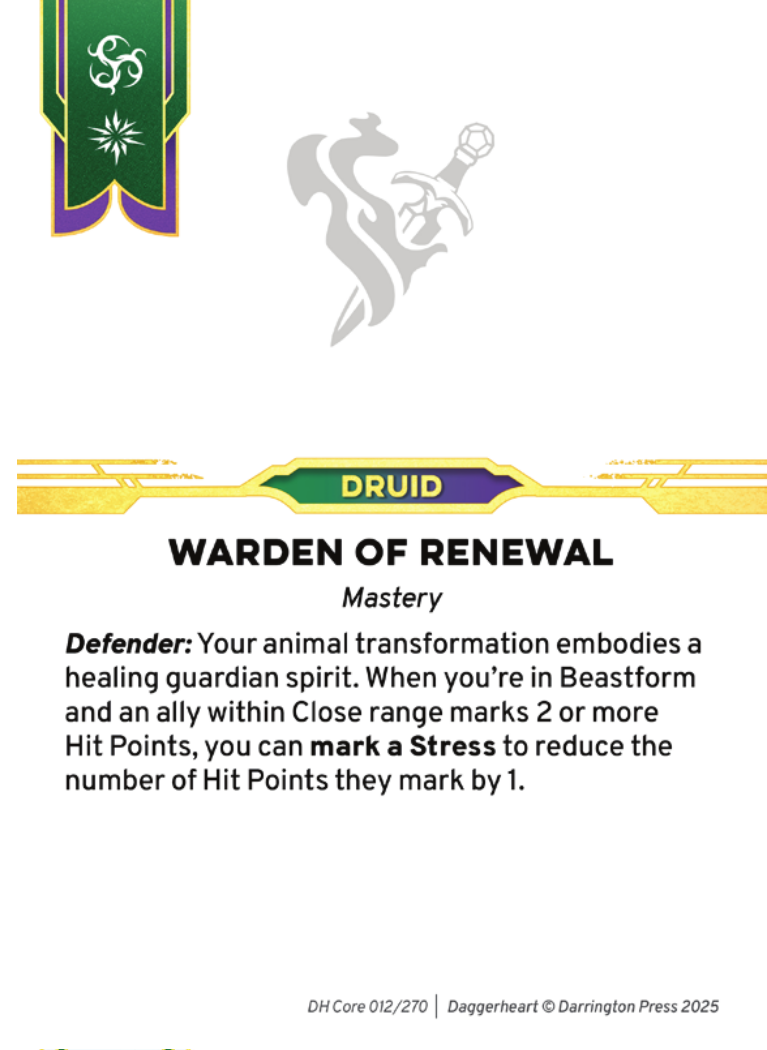 DRUID
WARDEN OF RENEWAL
Mastery
Defender: Your animal transformation embodies a
healing guardian spirit. When you’re in Beastform
and an ally within Close range marks 2 or more
Hit Points, you can mark a Stress to reduce the
number of Hit Points they mark by 1.
DH Core 012/270 | Daggerheart © Darrington Press 2025